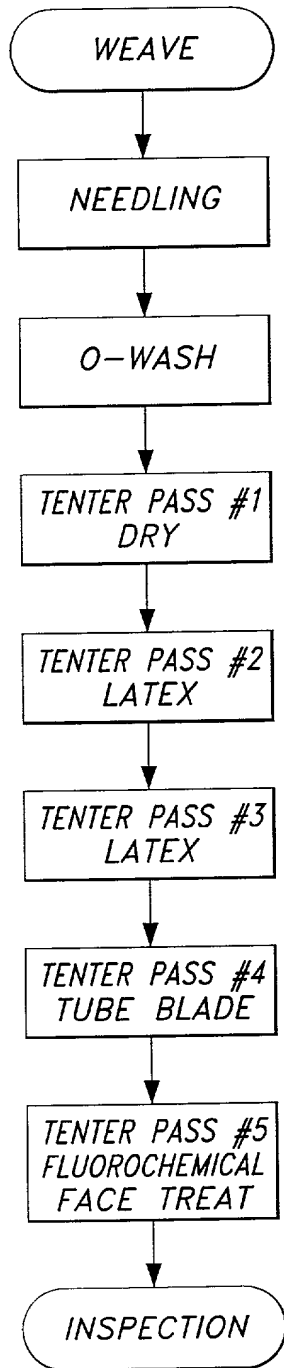 WEAVE
NEEDLING
O-WASH
TENTER PASS #1
DRY
TENTER PASS #2
LATEX
TENTER PASS #3
LATEX
TENTER PASS #4
TUBE BLADE
TENTER PASS #5
FLUOROCHEMICAL
FACE TREAT
INSPECTION